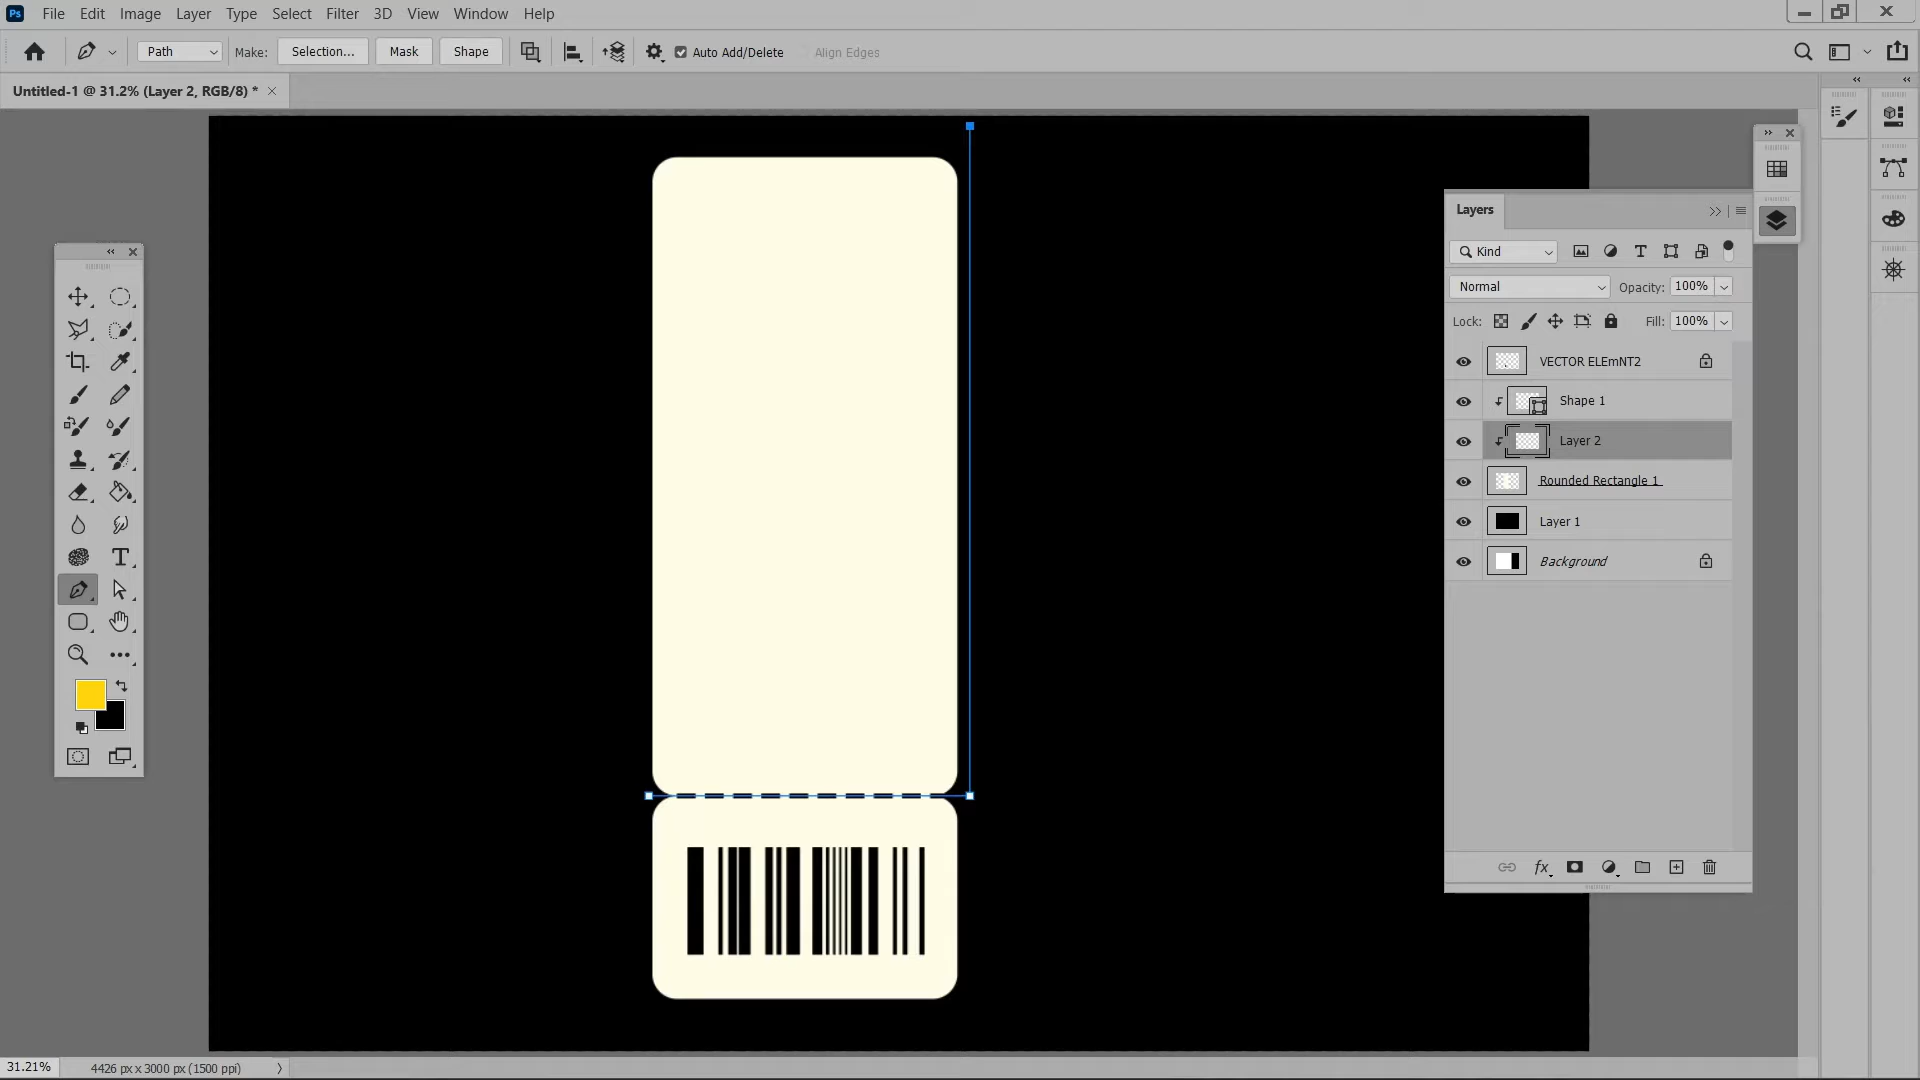 Ps File Edit Image Layer Type Select Filter 3D View Window Help
Path Make: Selection... Mask Shape Auto Add/Delete Align Edges
Untitled-1 @ 31.2% (Layer 2, RGB/8) *
Layers
Kind
Normal Opacity: 100%
Lock: Fill: 100%
VECTOR ELEmNT2
Shape 1
Layer 2
Rounded Rectangle 1
Layer 1
Background
fx
31.21% 4426 px x 3000 px (1500 ppi)